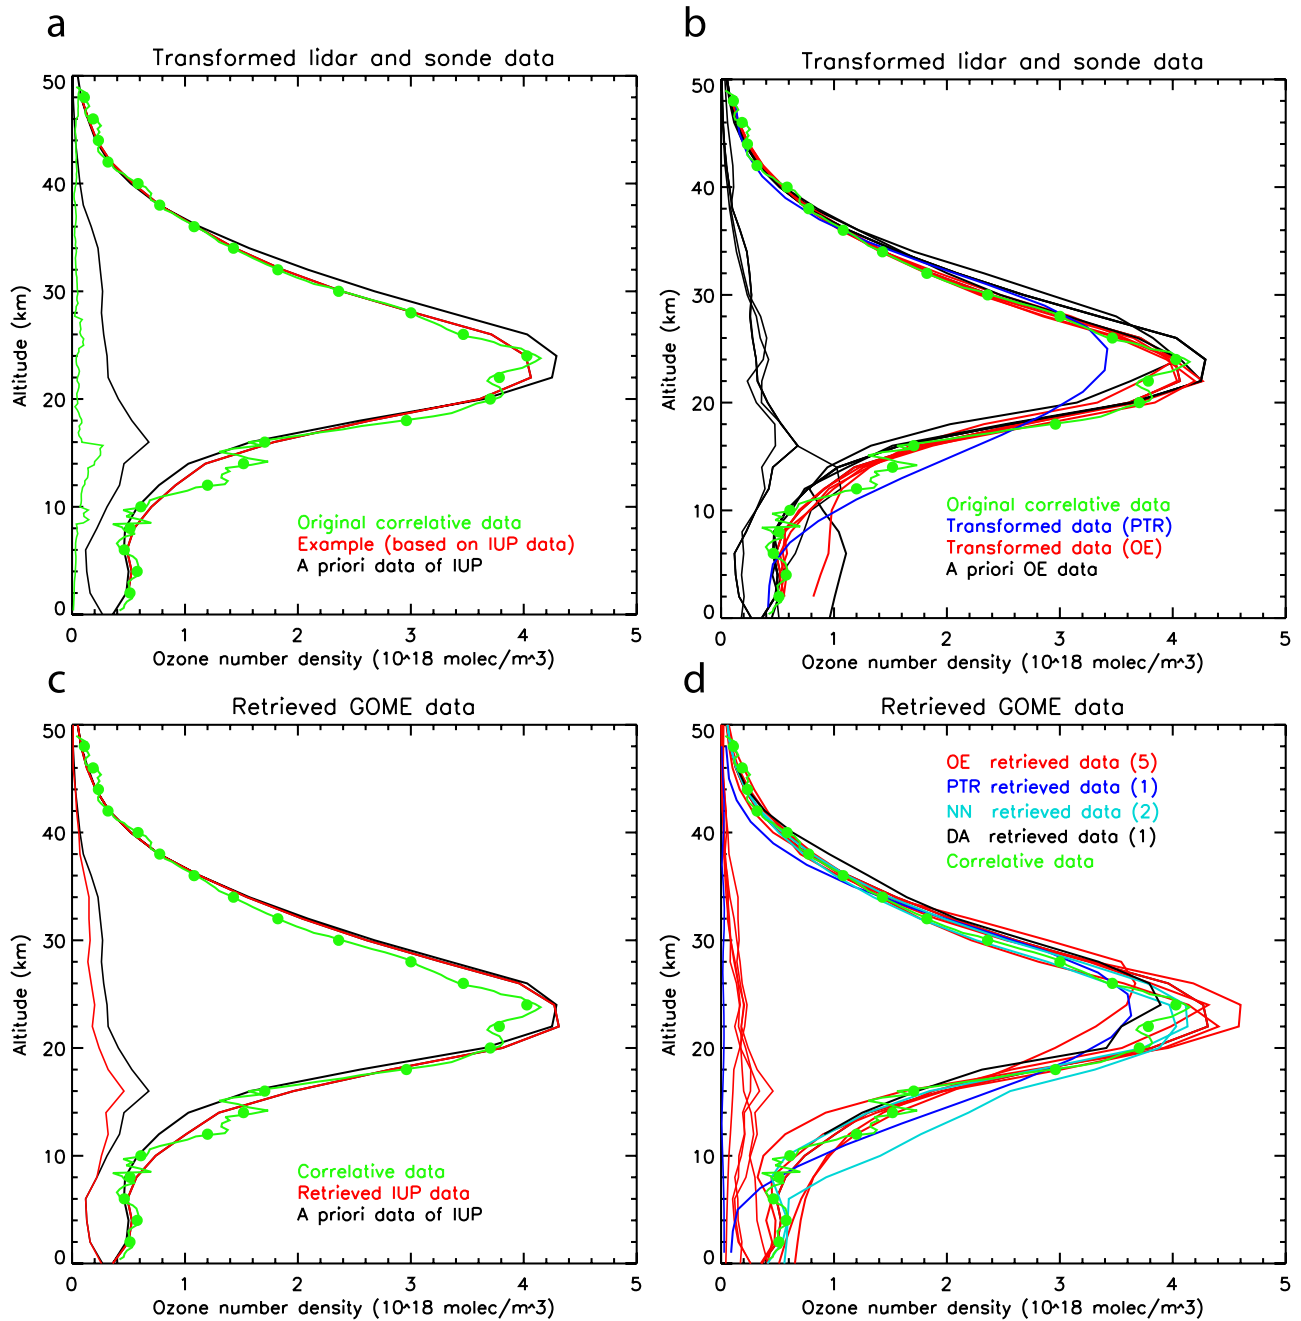 a
Transformed lidar and sonde data
50
40
30
20
10
0
Altitude (km)
Original correlative data
Example (based on IUP data)
A priori data of IUP
0 1 2 3 4 5
Ozone number density (10^18 molec/m^3)
b
Transformed lidar and sonde data
50
40
30
20
10
0
Altitude (km)
Original correlative data
Transformed data (PTR)
Transformed data (OE)
A priori OE data
0 1 2 3 4 5
Ozone number density (10^18 molec/m^3)
c
Retrieved GOME data
50
40
30
20
10
0
Altitude (km)
Correlative data
Retrieved IUP data
A priori data of IUP
0 1 2 3 4 5
Ozone number density (10^18 molec/m^3)
d
Retrieved GOME data
50
40
30
20
10
0
Altitude (km)
OE retrieved data (5)
PTR retrieved data (1)
NN retrieved data (2)
DA retrieved data (1)
Correlative data
0 1 2 3 4 5
Ozone number density (10^18 molec/m^3)